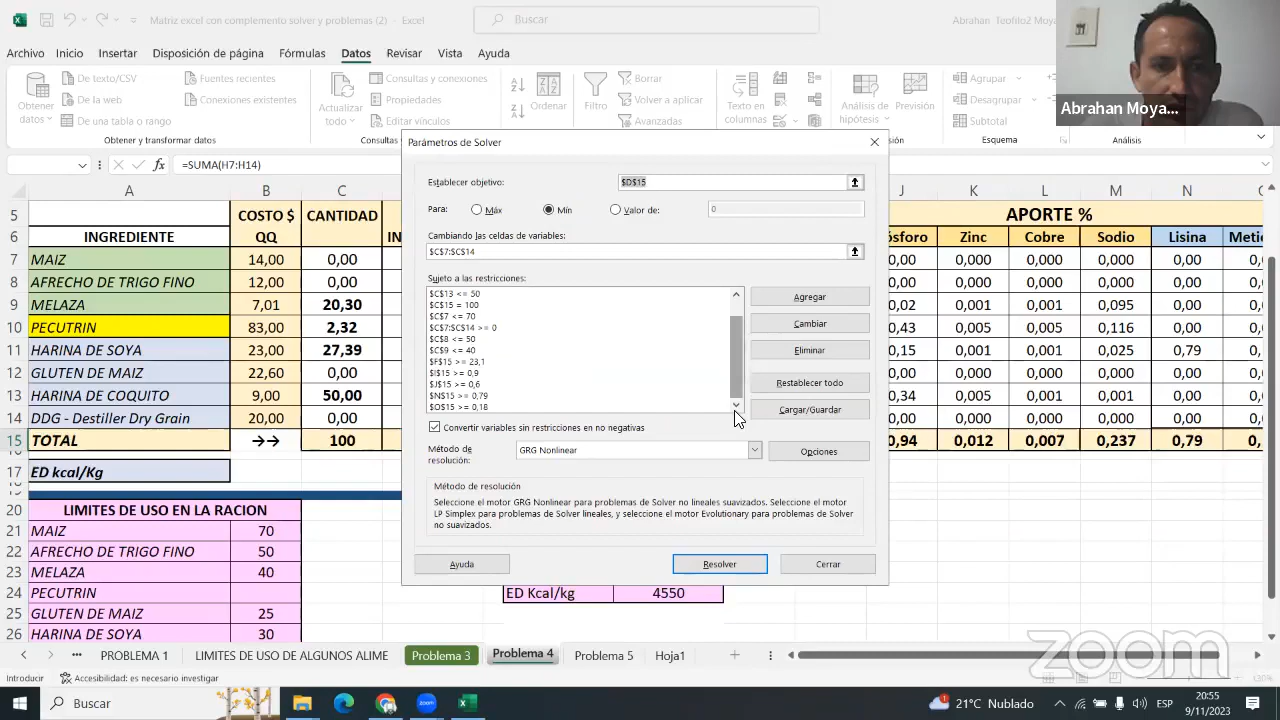 Matriz excel con complemento solver y problemas (2) - Excel
Buscar
Abrahan Teofilo2 Moya
Archivo Inicio Insertar Disposición de página Fórmulas Datos Revisar Vista Ayuda
Obtener datos
De texto/CSV
De la web
De una tabla o rango
Fuentes recientes
Conexiones existentes
Obtener y transformar datos
Actualizar todo
Consultas y conexiones
Propiedades
Editar vínculos
Consultas
Ordenar
Filtro
Borrar
Volver a aplicar
Avanzadas
Texto en columnas
Análisis de hipótesis
Previsión
Agrupar
Desagrupar
Subtotal
Esquema
Análisis
Abrahan Moya...
=SUMA(H7:H14)
A B C J K L M N
5 COSTO $ CANTIDAD APORTE %
6 INGREDIENTE QQ IN ósforo Zinc Cobre Sodio Lisina Metio
7 MAIZ 14,00 0,00 ,00 0,000 0,000 0,000 0,00 0,0
8 AFRECHO DE TRIGO FINO 12,00 0,00 ,00 0,000 0,000 0,000 0,00 0,0
9 MELAZA 7,01 20,30 ,02 0,001 0,001 0,095 0,00 0,0
10 PECUTRIN 83,00 2,32 ,43 0,005 0,005 0,116 0,00 0,0
11 HARINA DE SOYA 23,00 27,39 ,15 0,001 0,001 0,025 0,79 0,
12 GLUTEN DE MAIZ 22,60 0,00 ,00 0,000 0,000 0,000 0,00 0,0
13 HARINA DE COQUITO 9,00 50,00 ,34 0,005 0,001 0,000 0,00 0,0
14 DDG - Destiller Dry Grain 20,00 0,00 ,00 0,000 0,000 0,000 0,00 0,0
15 TOTAL →→ 100 ,94 0,012 0,007 0,237 0,79 0,
17 ED kcal/Kg
20 LIMITES DE USO EN LA RACION
21 MAIZ 70
22 AFRECHO DE TRIGO FINO 50
23 MELAZA 40
24 PECUTRIN
25 GLUTEN DE MAIZ 25
26 HARINA DE SOYA 30
ED Kcal/kg 4550
Parámetros de Solver
Establecer objetivo: $D$15
Para: Máx Mín Valor de: 0
Cambiando las celdas de variables:
$C$7:$C$14
Sujeto a las restricciones:
$C$13 <= 50
$C$15 = 100
$C$7 <= 70
$C$7:$C$14 >= 0
$C$8 <= 50
$C$9 <= 40
$F$15 >= 23,1
$I$15 >= 0,9
$J$15 >= 0,6
$N$15 >= 0,79
$O$15 >= 0,18
Agregar
Cambiar
Eliminar
Restablecer todo
Cargar/Guardar
Convertir variables sin restricciones en no negativas
Método de resolución: GRG Nonlinear
Opciones
Método de resolución
Seleccione el motor GRG Nonlinear para problemas de Solver no lineales suavizados. Seleccione el motor
LP Simplex para problemas de Solver lineales, y seleccione el motor Evolutionary para problemas de Solver
no suavizados.
Ayuda Resolver Cerrar
PROBLEMA 1 LIMITES DE USO DE ALGUNOS ALIME Problema 3 Problema 4 Problema 5 Hoja1
zoom
Introducir Accesibilidad: es necesario investigar
Buscar
21°C Nublado
ESP
20:55
9/11/2023